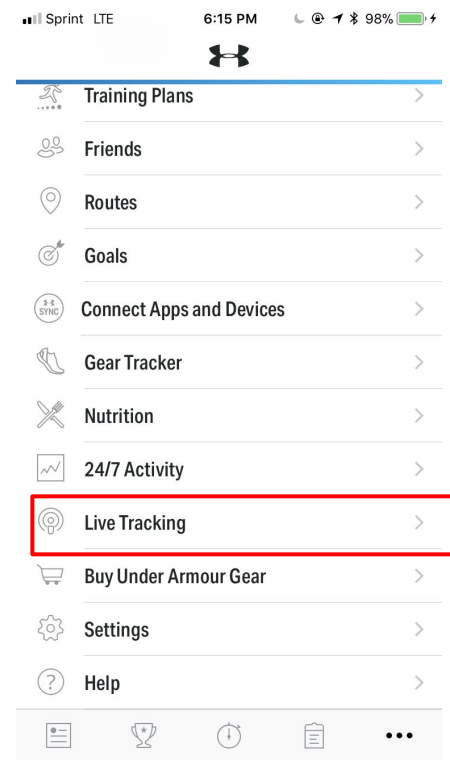 Sprint LTE 6:15 PM 98%
Training Plans
Friends
Routes
Goals
SYNC Connect Apps and Devices
Gear Tracker
Nutrition
24/7 Activity
Live Tracking
Buy Under Armour Gear
Settings
? Help